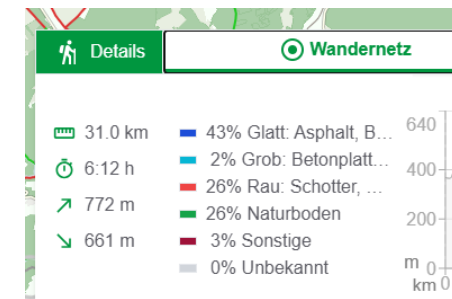 Details
Wandernetz
31.0 km
6:12 h
772 m
661 m
43% Glatt: Asphalt, B...
2% Grob: Betonplatt...
26% Rau: Schotter, ...
26% Naturboden
3% Sonstige
0% Unbekannt
640
400
200
m 0
km 0